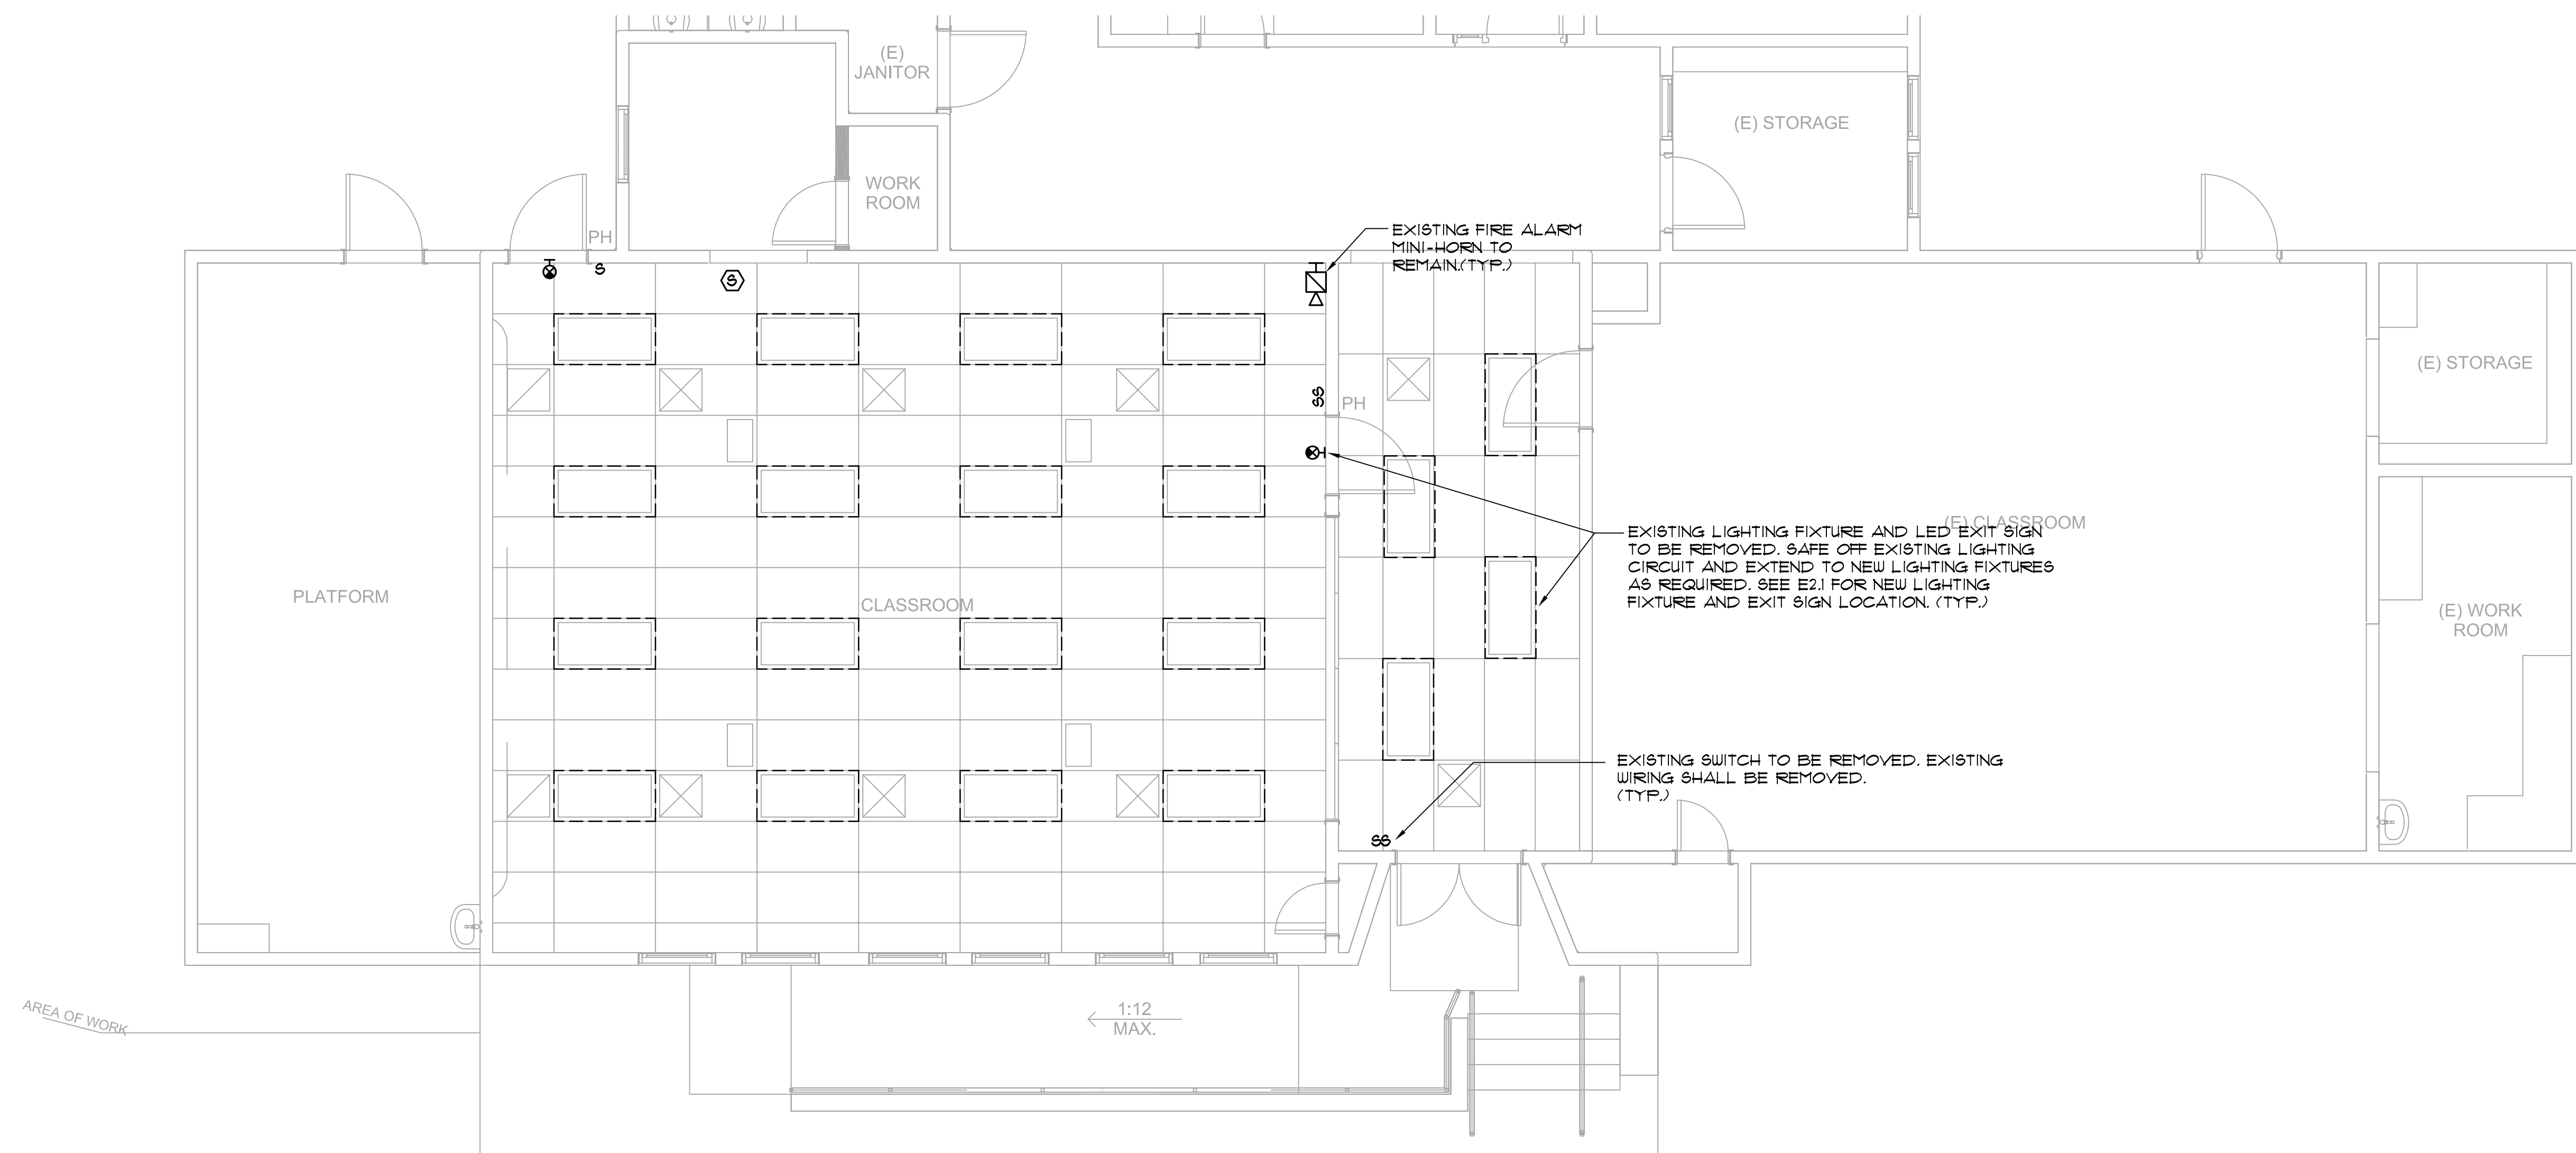 (E)
JANITOR
(E) STORAGE
WORK
ROOM
PH
S
S
EXISTING FIRE ALARM
MINI-HORN TO
REMAIN.(TYP.)
(E) STORAGE
SS
PH
(E) CLASSROOM
EXISTING LIGHTING FIXTURE AND LED EXIT SIGN
TO BE REMOVED. SAFE OFF EXISTING LIGHTING
CIRCUIT AND EXTEND TO NEW LIGHTING FIXTURES
AS REQUIRED. SEE E2.1 FOR NEW LIGHTING
FIXTURE AND EXIT SIGN LOCATION. (TYP.)
PLATFORM
CLASSROOM
(E) WORK
ROOM
EXISTING SWITCH TO BE REMOVED. EXISTING
WIRING SHALL BE REMOVED.
(TYP.)
SS
AREA OF WORK
1:12
MAX.